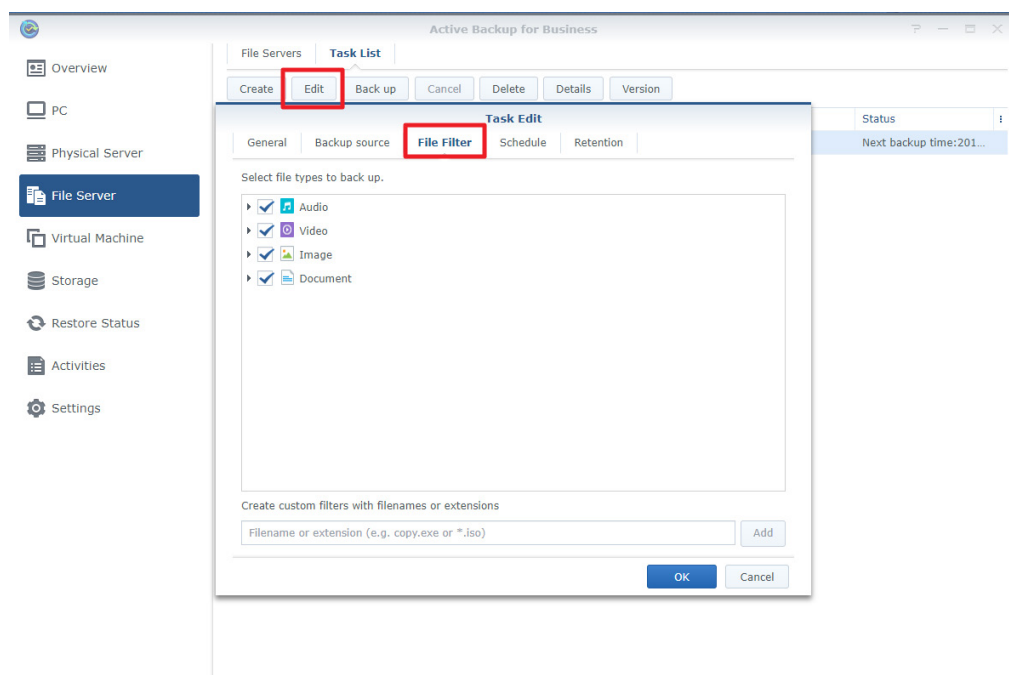 Active Backup for Business
Overview
PC
Physical Server
File Server
Virtual Machine
Storage
Restore Status
Activities
Settings
File Servers Task List
Create Edit Back up Cancel Delete Details Version
Status
Next backup time:201...
Task Edit
General Backup source File Filter Schedule Retention
Select file types to back up.
Audio
Video
Image
Document
Create custom filters with filenames or extensions
Filename or extension (e.g. copy.exe or *.iso) Add
OK Cancel